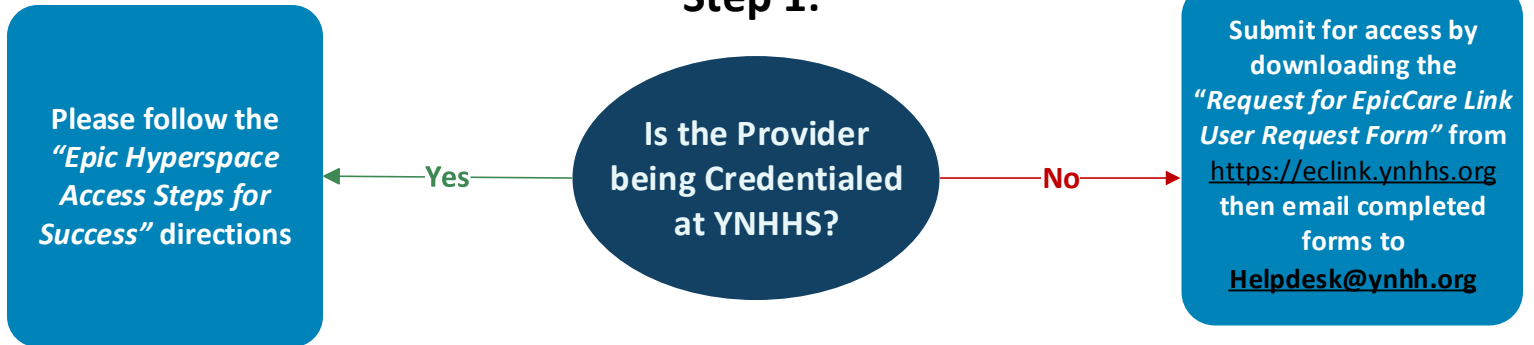 Step 1:
Please follow the
“Epic Hyperspace
Access Steps for
Success” directions
Yes
Is the Provider
being Credentialed
at YNHHS?
No
Submit for access by
downloading the
“Request for EpicCare Link
User Request Form” from
https://eclink.ynhhs.org
then email completed
forms to
Helpdesk@ynhh.org